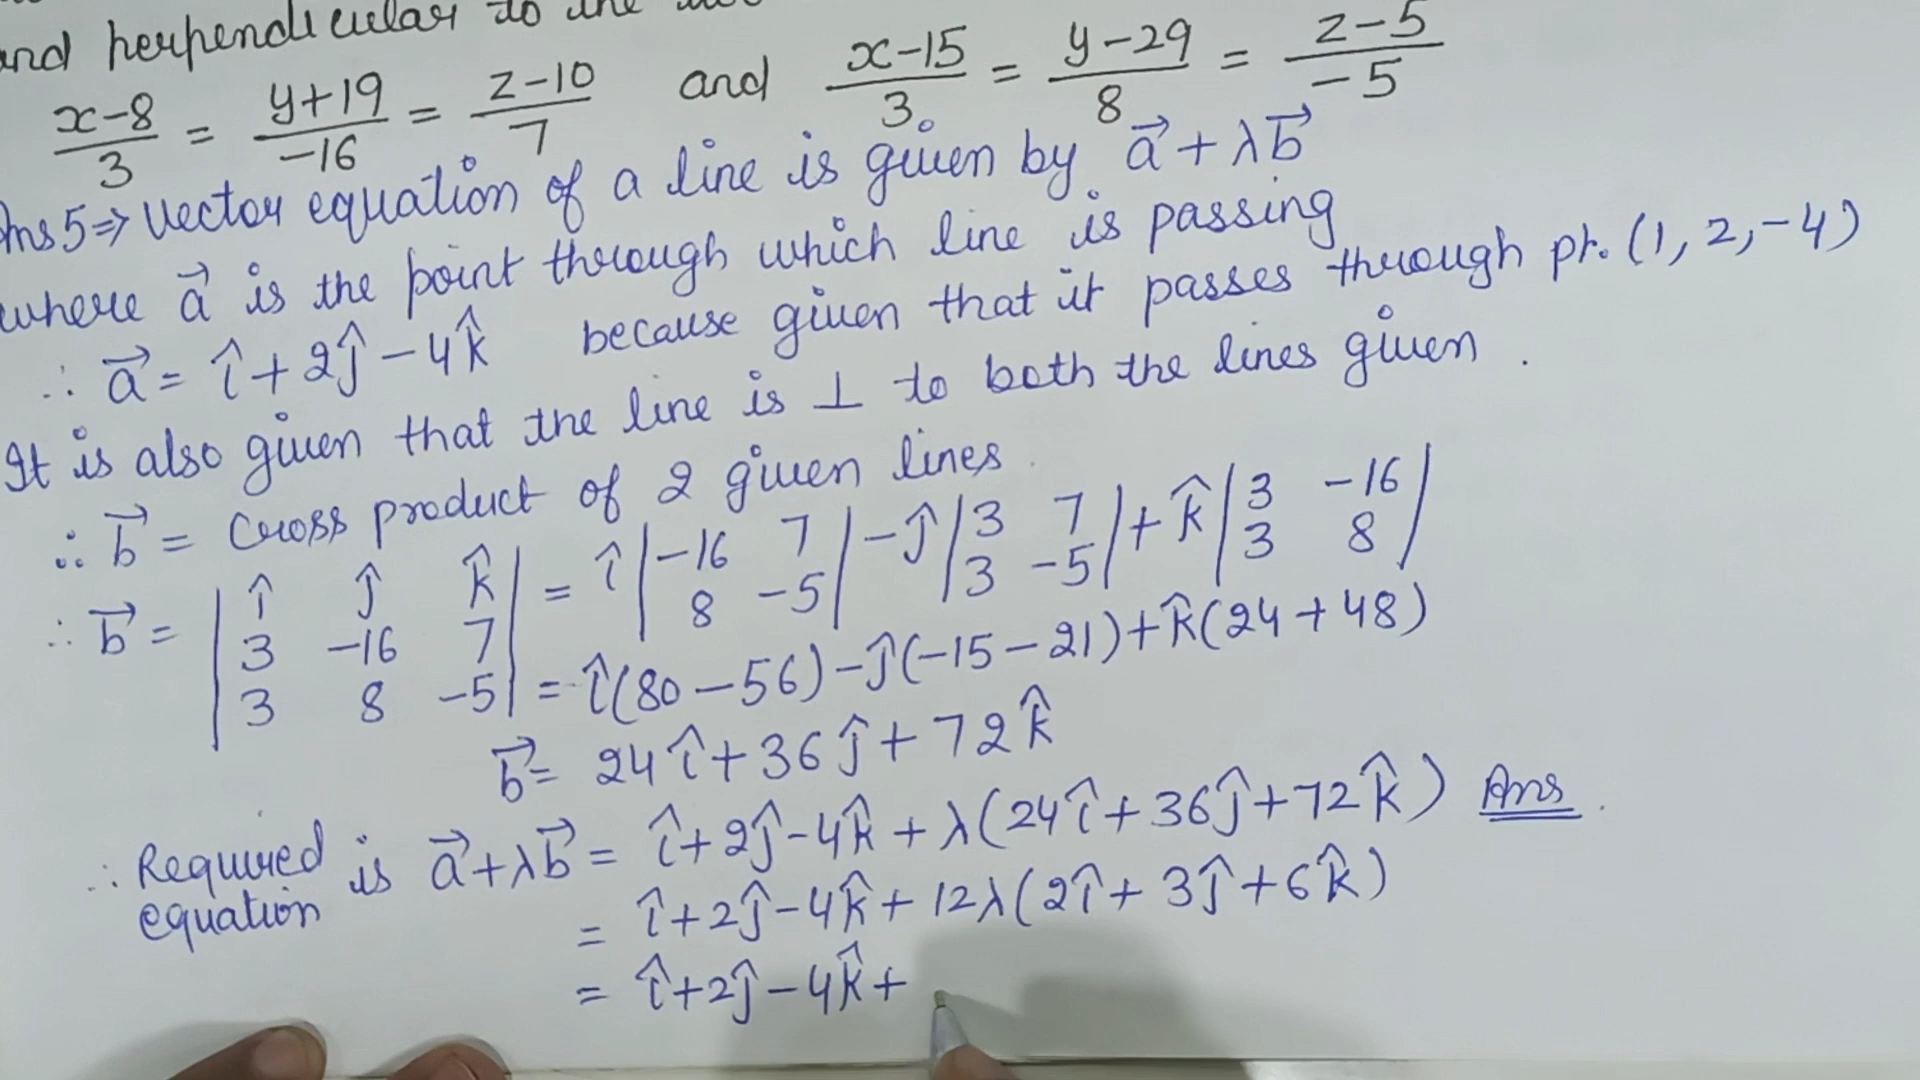 and perpendicular to the
x-8/3 = y+19/-16 = z-10/7 and x-15/3 = y-29/8 = z-5/-5
Ans 5⇒ Vector equation of a line is given by a⃗ + λb⃗
where a⃗ is the point through which line is passing
∴ a⃗ = î + 2ĵ - 4k̂ because given that it passes through pt. (1, 2, -4)
It is also given that the line is ⊥ to both the lines given.
∴ b⃗ = Cross product of 2 given lines
∴ b⃗ = |î ĵ k̂; 3 -16 7; 3 8 -5| = î|-16 7; 8 -5| - ĵ|3 7; 3 -5| + k̂|3 -16; 3 8|
= î(80-56) - ĵ(-15-21) + k̂(24+48)
b⃗ = 24î + 36ĵ + 72k̂
∴ Required equation is a⃗ + λb⃗ = î + 2ĵ - 4k̂ + λ(24î + 36ĵ + 72k̂) Ans.
= î + 2ĵ - 4k̂ + 12λ(2î + 3ĵ + 6k̂)
= î + 2ĵ - 4k̂ +